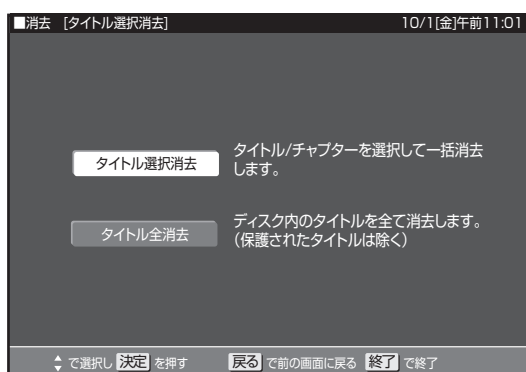 ■消去 [タイトル選択消去] 10/1[金]午前11:01
タイトル選択消去
タイトル/チャプターを選択して一括消去
します。
タイトル全消去
ディスク内のタイトルを全て消去します。
(保護されたタイトルは除く)
で選択し 決定 を押す 戻る で前の画面に戻る 終了 で終了